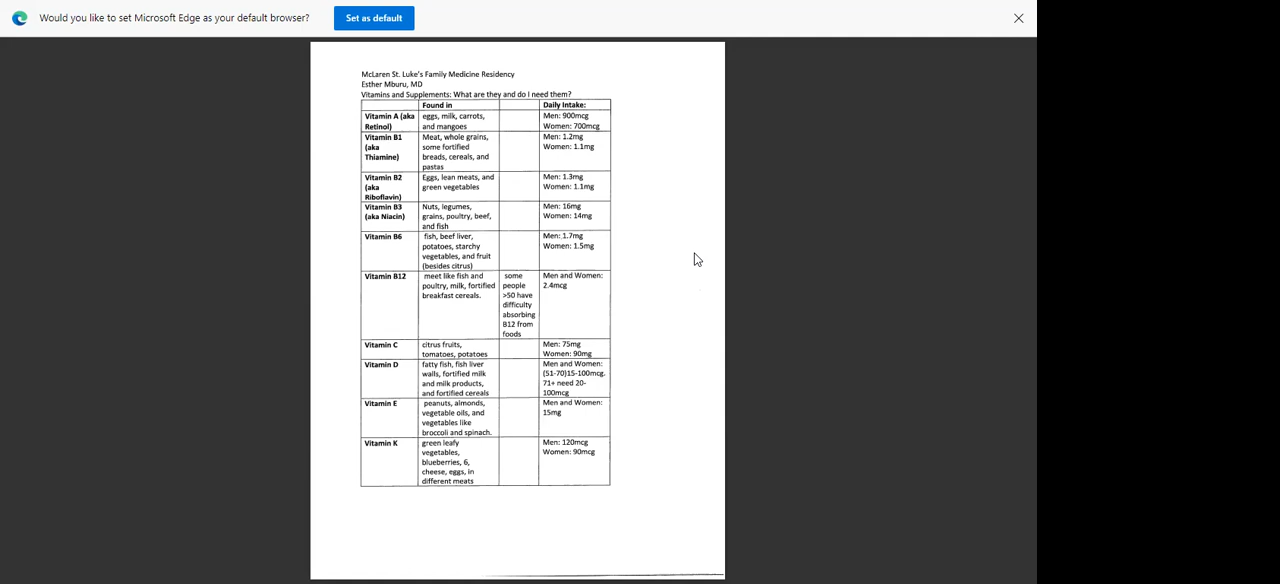 Would you like to set Microsoft Edge as your default browser?
Set as default
McLaren St. Luke's Family Medicine Residency
Esther Mburu, MD
Vitamins and Supplements: What are they and do I need them?
Found in
Daily Intake:
Vitamin A (aka
Retinol)
eggs, milk, carrots,
and mangoes
Men: 900mcg
Women: 700mcg
Vitamin B1
(aka
Thiamine)
Meat, whole grains,
some fortified
breads, cereals, and
pastas
Men: 1.2mg
Women: 1.1mg
Vitamin B2
(aka
Riboflavin)
Eggs, lean meats, and
green vegetables
Men: 1.3mg
Women: 1.1mg
Vitamin B3
(aka Niacin)
Nuts, legumes,
grains, poultry, beef,
and fish
Men: 16mg
Women: 14mg
Vitamin B6
fish, beef liver,
potatoes, starchy
vegetables, and fruit
(besides citrus)
Men: 1.7mg
Women: 1.5mg
Vitamin B12
meet like fish and
poultry, milk, fortified
breakfast cereals.
some
people
>50 have
difficulty
absorbing
B12 from
foods
Men and Women:
2.4mcg
Vitamin C
citrus fruits,
tomatoes, potatoes
Men: 75mg
Women: 90mg
Vitamin D
fatty fish, fish liver
walls, fortified milk
and milk products,
and fortified cereals
Men and Women:
(51-70)15-100mcg.
71+ need 20-
100mcg
Vitamin E
peanuts, almonds,
vegetable oils, and
vegetables like
broccoli and spinach.
Men and Women:
15mg
Vitamin K
green leafy
vegetables,
blueberries, 6,
cheese, eggs, in
different meats
Men: 120mcg
Women: 90mcg